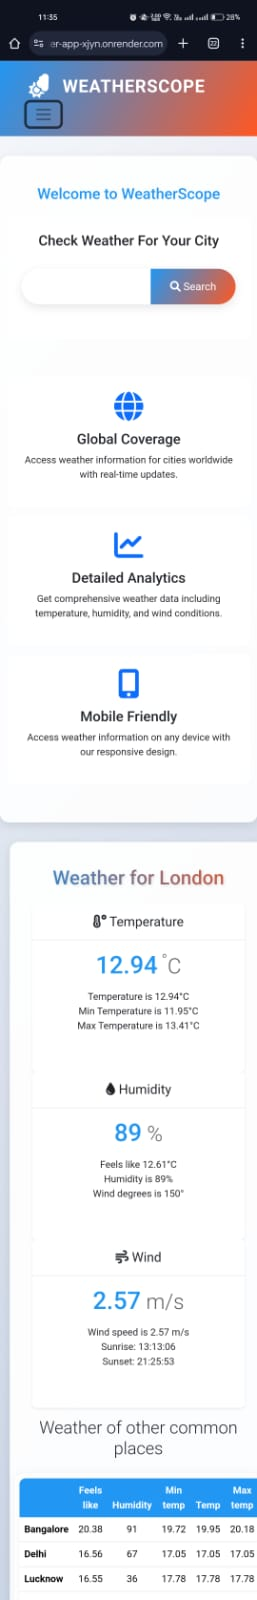 11:35
28%
er-app-xjyn.onrender.com
22
WEATHERSCOPE
Welcome to WeatherScope
Check Weather For Your City
Search
Global Coverage
Access weather information for cities worldwide
with real-time updates.
Detailed Analytics
Get comprehensive weather data including
temperature, humidity, and wind conditions.
Mobile Friendly
Access weather information on any device with
our responsive design.
Weather for London
Temperature
12.94 °C
Temperature is 12.94°C
Min Temperature is 11.95°C
Max Temperature is 13.41°C
Humidity
89 %
Feels like 12.61°C
Humidity is 89%
Wind degrees is 150°
Wind
2.57 m/s
Wind speed is 2.57 m/s
Sunrise: 13:13:06
Sunset: 21:25:53
Weather of other common
places
Feels like Humidity Min temp Temp Max temp
Bangalore 20.38 91 19.72 19.95 20.18
Delhi 16.56 67 17.05 17.05 17.05
Lucknow 16.55 36 17.78 17.78 17.78